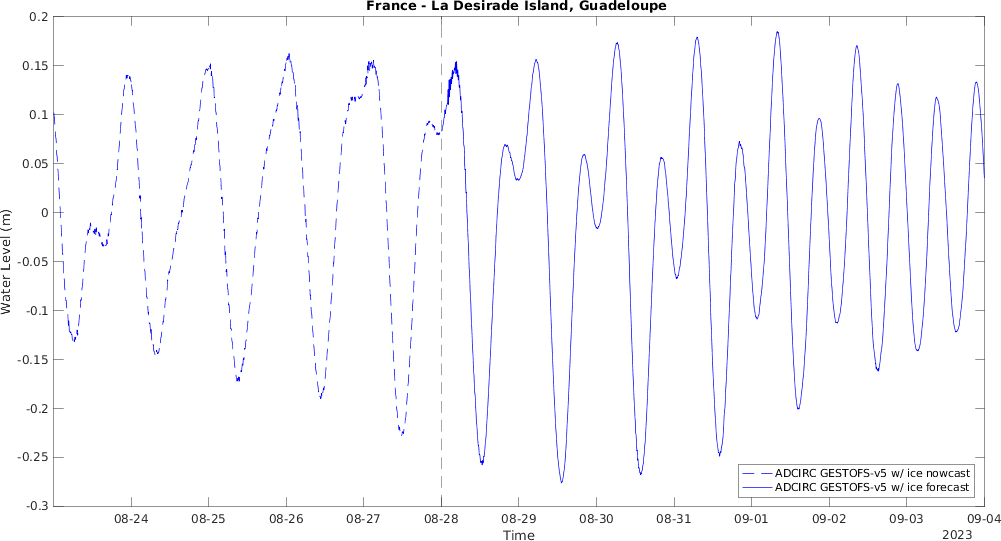 France - La Desirade Island, Guadeloupe
0.2
0.15
0.1
0.05
0
-0.05
-0.1
-0.15
-0.2
-0.25
-0.3
Water Level (m)
ADCIRC GESTOFS-v5 w/ ice nowcast
ADCIRC GESTOFS-v5 w/ ice forecast
08-24 08-25 08-26 08-27 08-28 08-29 08-30 08-31 09-01 09-02 09-03 09-04
Time
2023